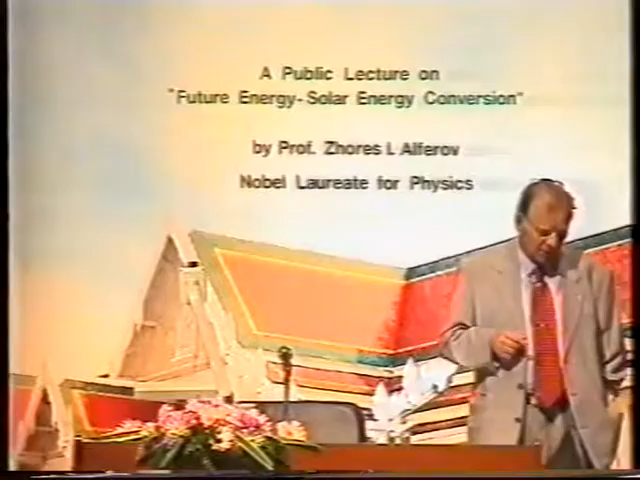 A Public Lecture on
"Future Energy-Solar Energy Conversion"
by Prof. Zhores I. Alferov
Nobel Laureate for Physics